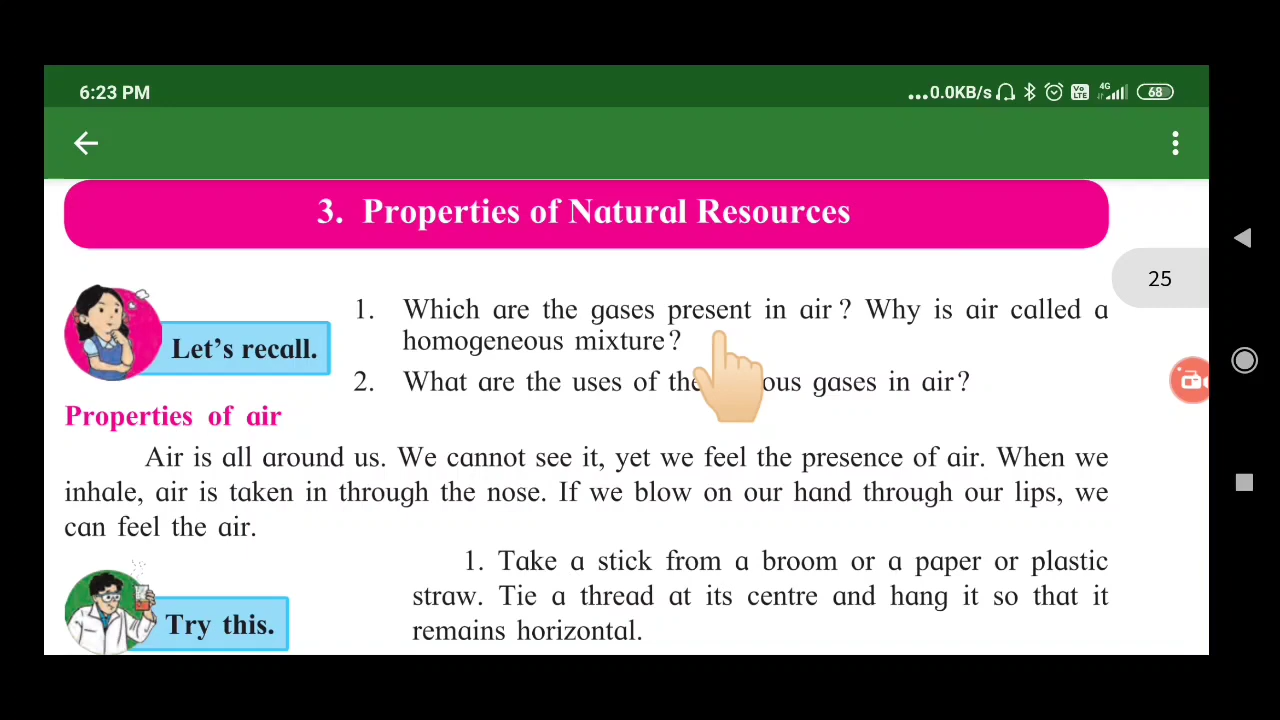 6:23 PM
...0.0KB/s
Vo
LTE
4G
68
3. Properties of Natural Resources
25
1. Which are the gases present in air? Why is air called a
homogeneous mixture?
Let's recall.
2. What are the uses of the ous gases in air?
Properties of air
Air is all around us. We cannot see it, yet we feel the presence of air. When we
inhale, air is taken in through the nose. If we blow on our hand through our lips, we
can feel the air.
1. Take a stick from a broom or a paper or plastic
straw. Tie a thread at its centre and hang it so that it
Try this.
remains horizontal.